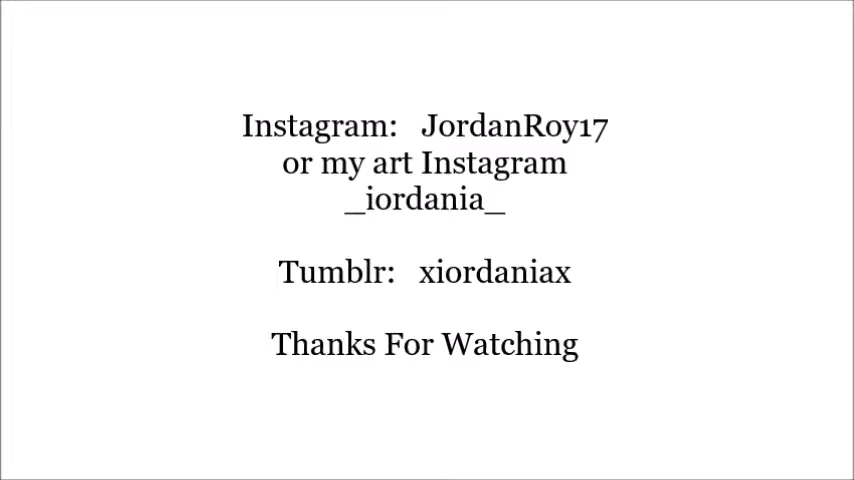 Instagram: JordanRoy17
or my art Instagram
_iordania_
Tumblr: xiordaniax
Thanks For Watching